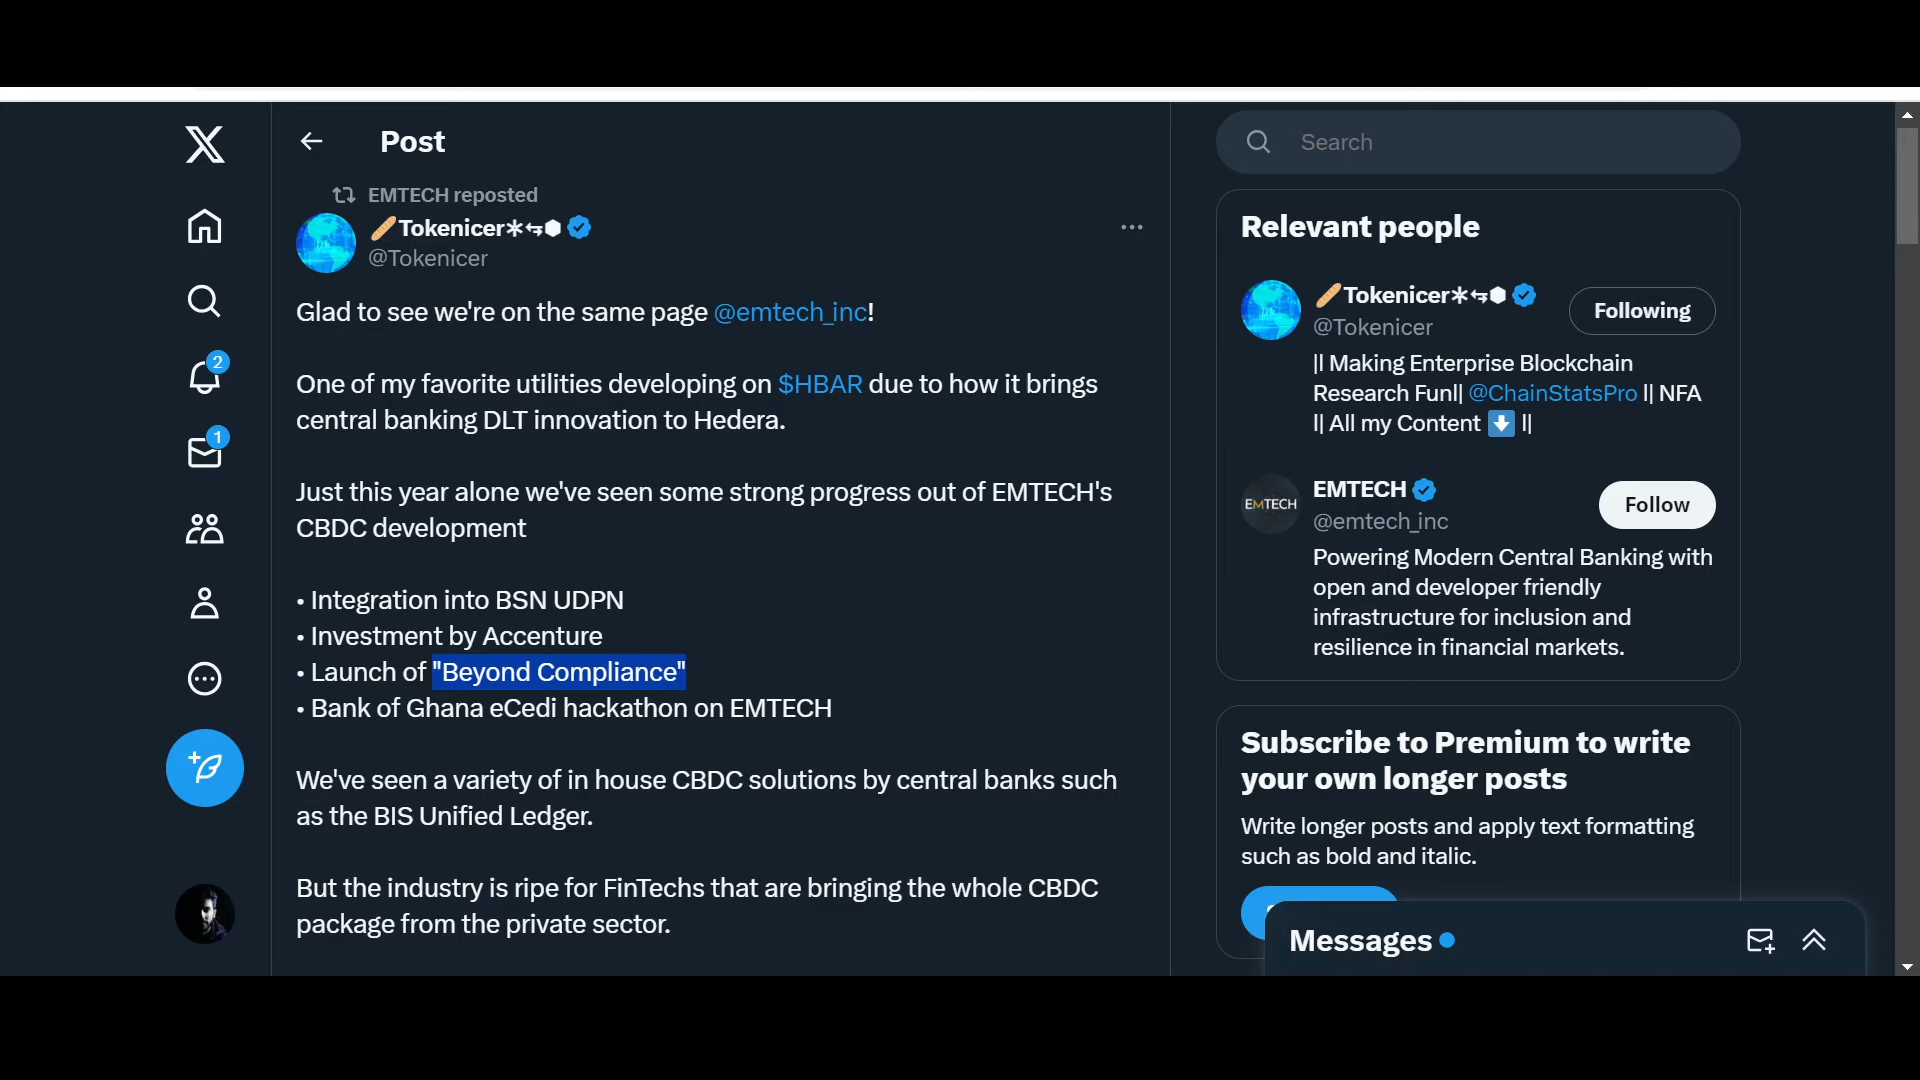 Post
Search
EMTECH reposted
Tokenicer
@Tokenicer
Glad to see we're on the same page @emtech_inc!
One of my favorite utilities developing on $HBAR due to how it brings
central banking DLT innovation to Hedera.
Just this year alone we've seen some strong progress out of EMTECH's
CBDC development
• Integration into BSN UDPN
• Investment by Accenture
• Launch of "Beyond Compliance"
• Bank of Ghana eCedi hackathon on EMTECH
We've seen a variety of in house CBDC solutions by central banks such
as the BIS Unified Ledger.
But the industry is ripe for FinTechs that are bringing the whole CBDC
package from the private sector.
2
1
Relevant people
Tokenicer
@Tokenicer
Following
|| Making Enterprise Blockchain
Research Fun|| @ChainStatsPro || NFA
|| All my Content ⬇️ ||
EMTECH
EMTECH
@emtech_inc
Follow
Powering Modern Central Banking with
open and developer friendly
infrastructure for inclusion and
resilience in financial markets.
Subscribe to Premium to write
your own longer posts
Write longer posts and apply text formatting
such as bold and italic.
Messages